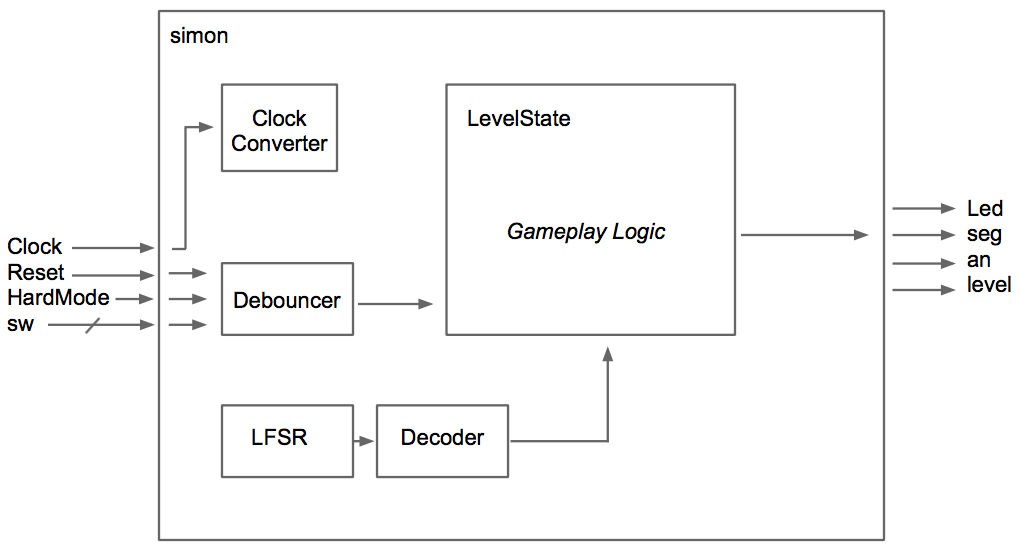 simon
Clock
Converter
LevelState
Gameplay Logic
Clock
Reset
HardMode
sw
Debouncer
LFSR
Decoder
Led
seg
an
level